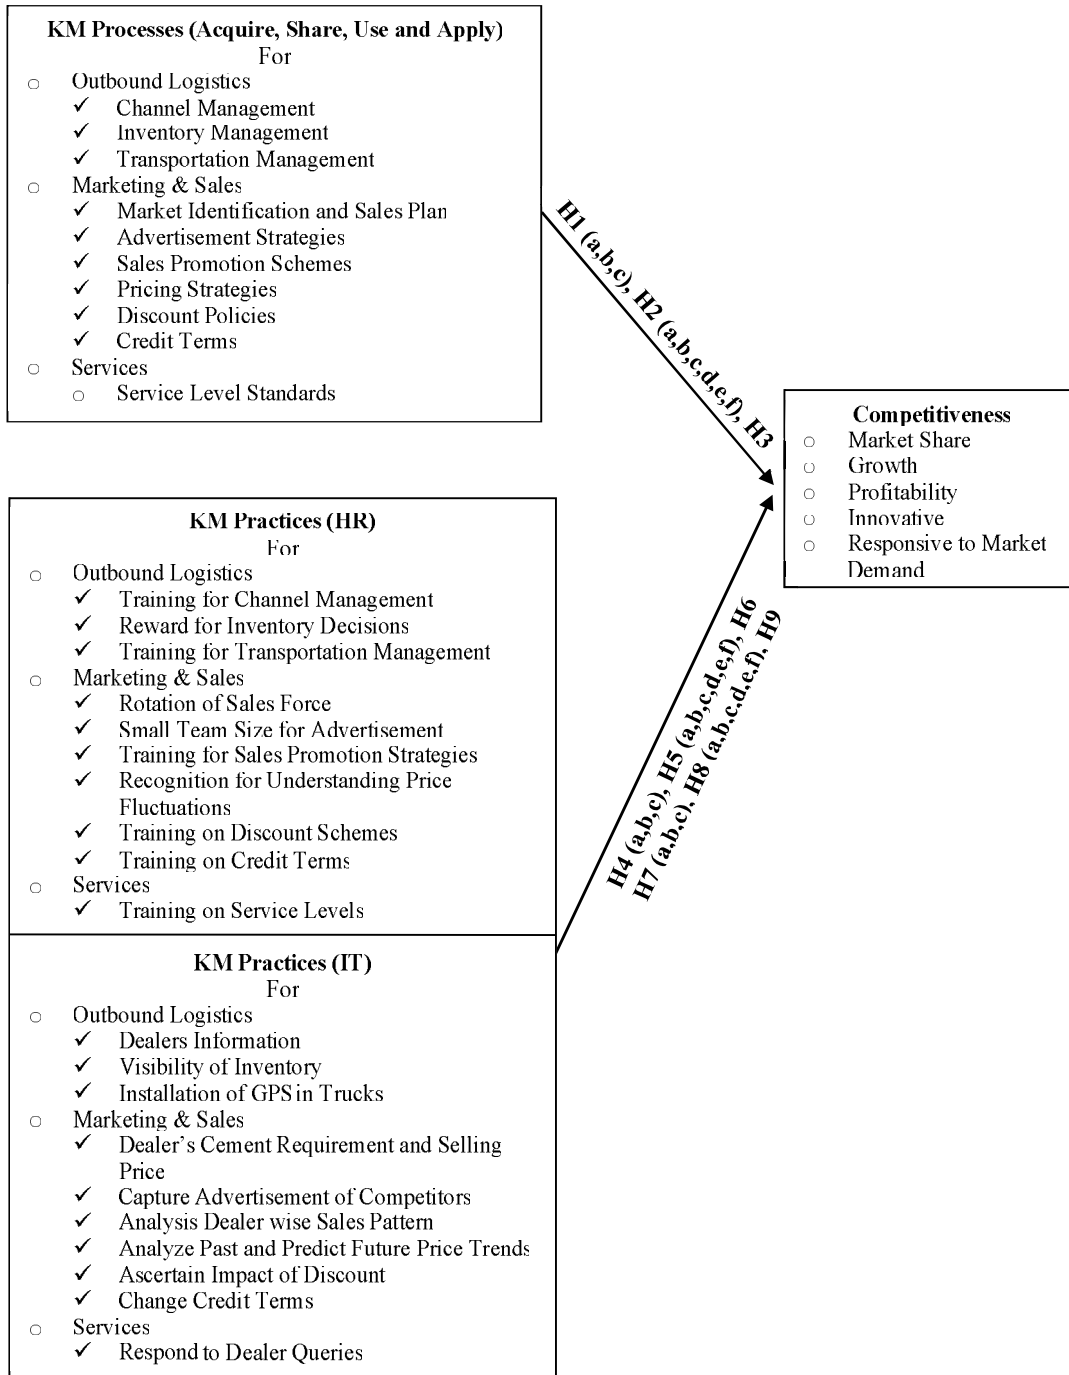 KM Processes (Acquire, Share, Use and Apply)
For
Outbound Logistics
Channel Management
Inventory Management
Transportation Management
Marketing & Sales
Market Identification and Sales Plan
Advertisement Strategies
Sales Promotion Schemes
Pricing Strategies
Discount Policies
Credit Terms
Services
Service Level Standards
H1 (a,b,c), H2 (a,b,c,d,e,f), H3
Competitiveness
Market Share
Growth
Profitability
Innovative
Responsive to Market
Demand
KM Practices (HR)
For
Outbound Logistics
Training for Channel Management
Reward for Inventory Decisions
Training for Transportation Management
Marketing & Sales
Rotation of Sales Force
Small Team Size for Advertisement
Training for Sales Promotion Strategies
Recognition for Understanding Price
Fluctuations
Training on Discount Schemes
Training on Credit Terms
Services
Training on Service Levels
H4 (a,b,c), H5 (a,b,c,d,e,f), H6
H7 (a,b,c), H8 (a,b,c,d,e,f), H9
KM Practices (IT)
For
Outbound Logistics
Dealers Information
Visibility of Inventory
Installation of GPS in Trucks
Marketing & Sales
Dealer's Cement Requirement and Selling
Price
Capture Advertisement of Competitors
Analysis Dealer wise Sales Pattern
Analyze Past and Predict Future Price Trends
Ascertain Impact of Discount
Change Credit Terms
Services
Respond to Dealer Queries